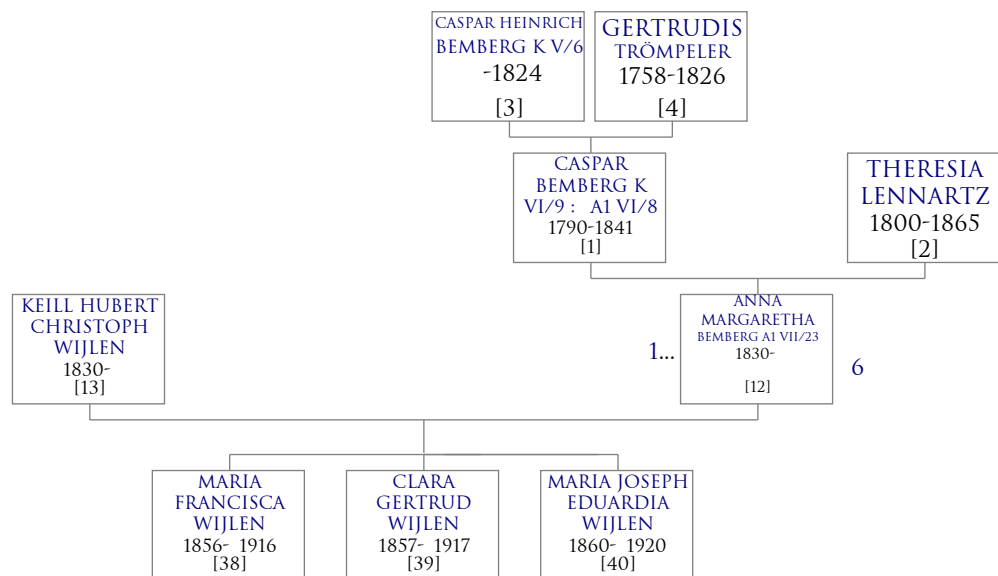 CASPAR HEINRICH
BEMBERG K V/6
-1824
[3]
GERTRUDIS
TRÖMPELER
1758-1826
[4]
CASPAR
BEMBERG K
VI/9 : A1 VI/8
1790-1841
[1]
THERESIA
LENNARTZ
1800-1865
[2]
KEILL HUBERT
CHRISTOPH
WIJLEN
1830-
[13]
1...
ANNA
MARGARETHA
BEMBERG A1 VII/23
1830-
[12]
6
MARIA
FRANCISCA
WIJLEN
1856- 1916
[38]
CLARA
GERTRUD
WIJLEN
1857- 1917
[39]
MARIA JOSEPH
EDUARDIA
WIJLEN
1860- 1920
[40]